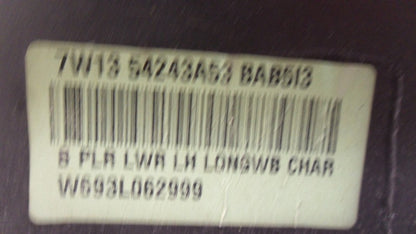 7W13 54243A53 BAB5I3
B PLR LWR LH LONGWB CHAR
W693L062999